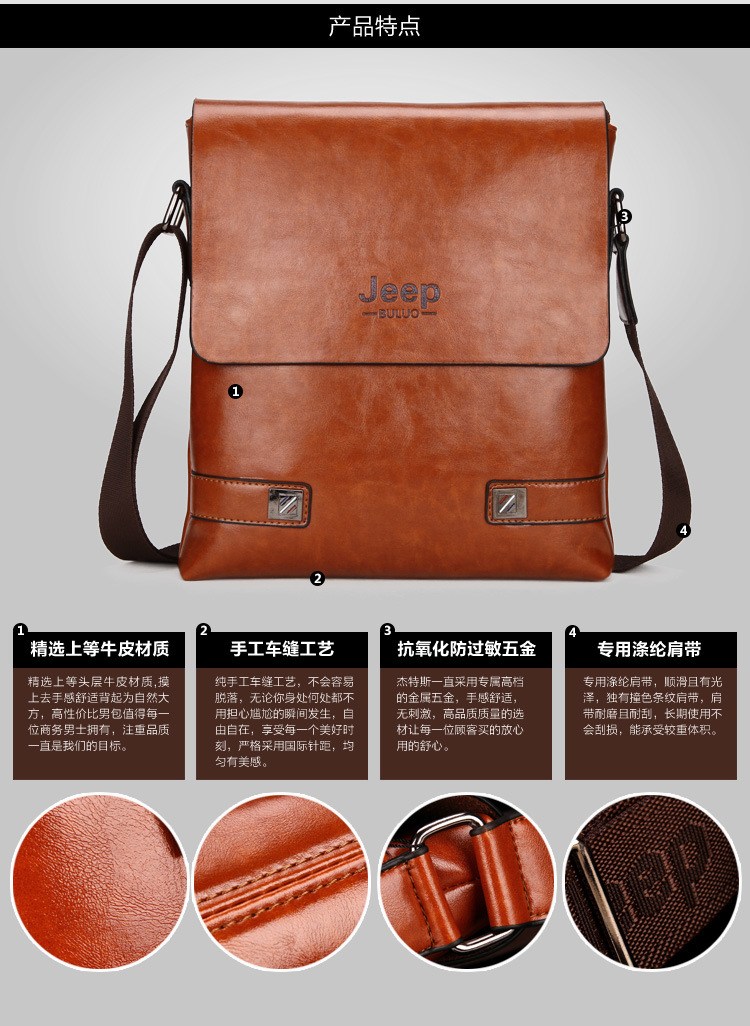 产品特点
Jeep
BULUO
3
1
4
2
1
精选上等牛皮材质
精选上等头层牛皮材质,摸
上去手感舒适背起为自然大
方，高性价比男包值得每一
位商务男士拥有，注重品质
一直是我们的目标。
2
手工车缝工艺
纯手工车缝工艺，不会容易
脱落，无论你身处何处都不
用担心尴尬的瞬间发生，自
由自在，享受每一个美好时
刻，严格采用国际针距，均
匀有美感。
3
抗氧化防过敏五金
杰特斯一直采用专属高档
的金属五金，手感舒适，
无刺激，高品质质量的选
材让每一位顾客买的放心
用的舒心。
4
专用涤纶肩带
专用涤纶肩带，顺滑且有光
泽，独有撞色条纹肩带，肩
带耐磨且耐刮，长期使用不
会刮损，能承受较重体积。
Jeep